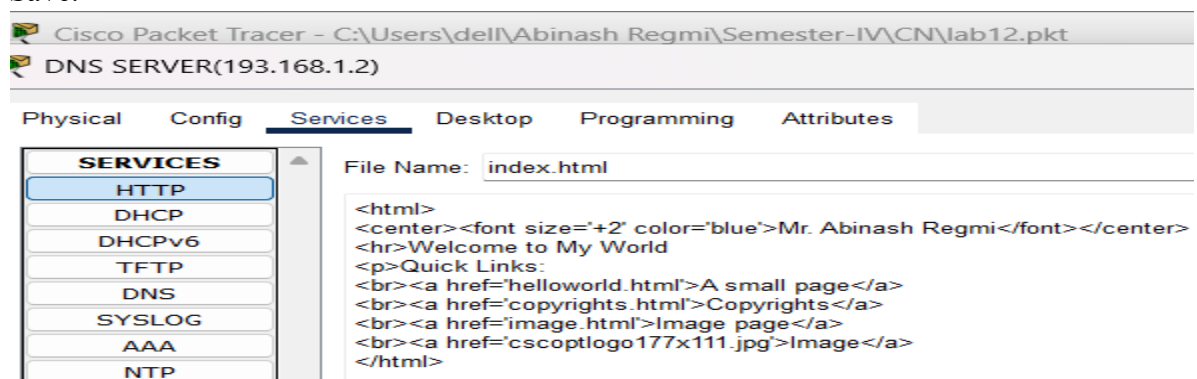 Cisco Packet Tracer - C:\Users\dell\Abinash Regmi\Semester-IV\CN\lab12.pkt
DNS SERVER(193.168.1.2)
Physical Config Services Desktop Programming Attributes
SERVICES
HTTP
DHCP
DHCPv6
TFTP
DNS
SYSLOG
AAA
NTP
File Name: index.html
<html>
<center><font size='+2' color='blue'>Mr. Abinash Regmi</font></center>
<hr>Welcome to My World
<p>Quick Links:
<br><a href='helloworld.html'>A small page</a>
<br><a href='copyrights.html'>Copyrights</a>
<br><a href='image.html'>Image page</a>
<br><a href='cscoptlogo177x111.jpg'>Image</a>
</html>